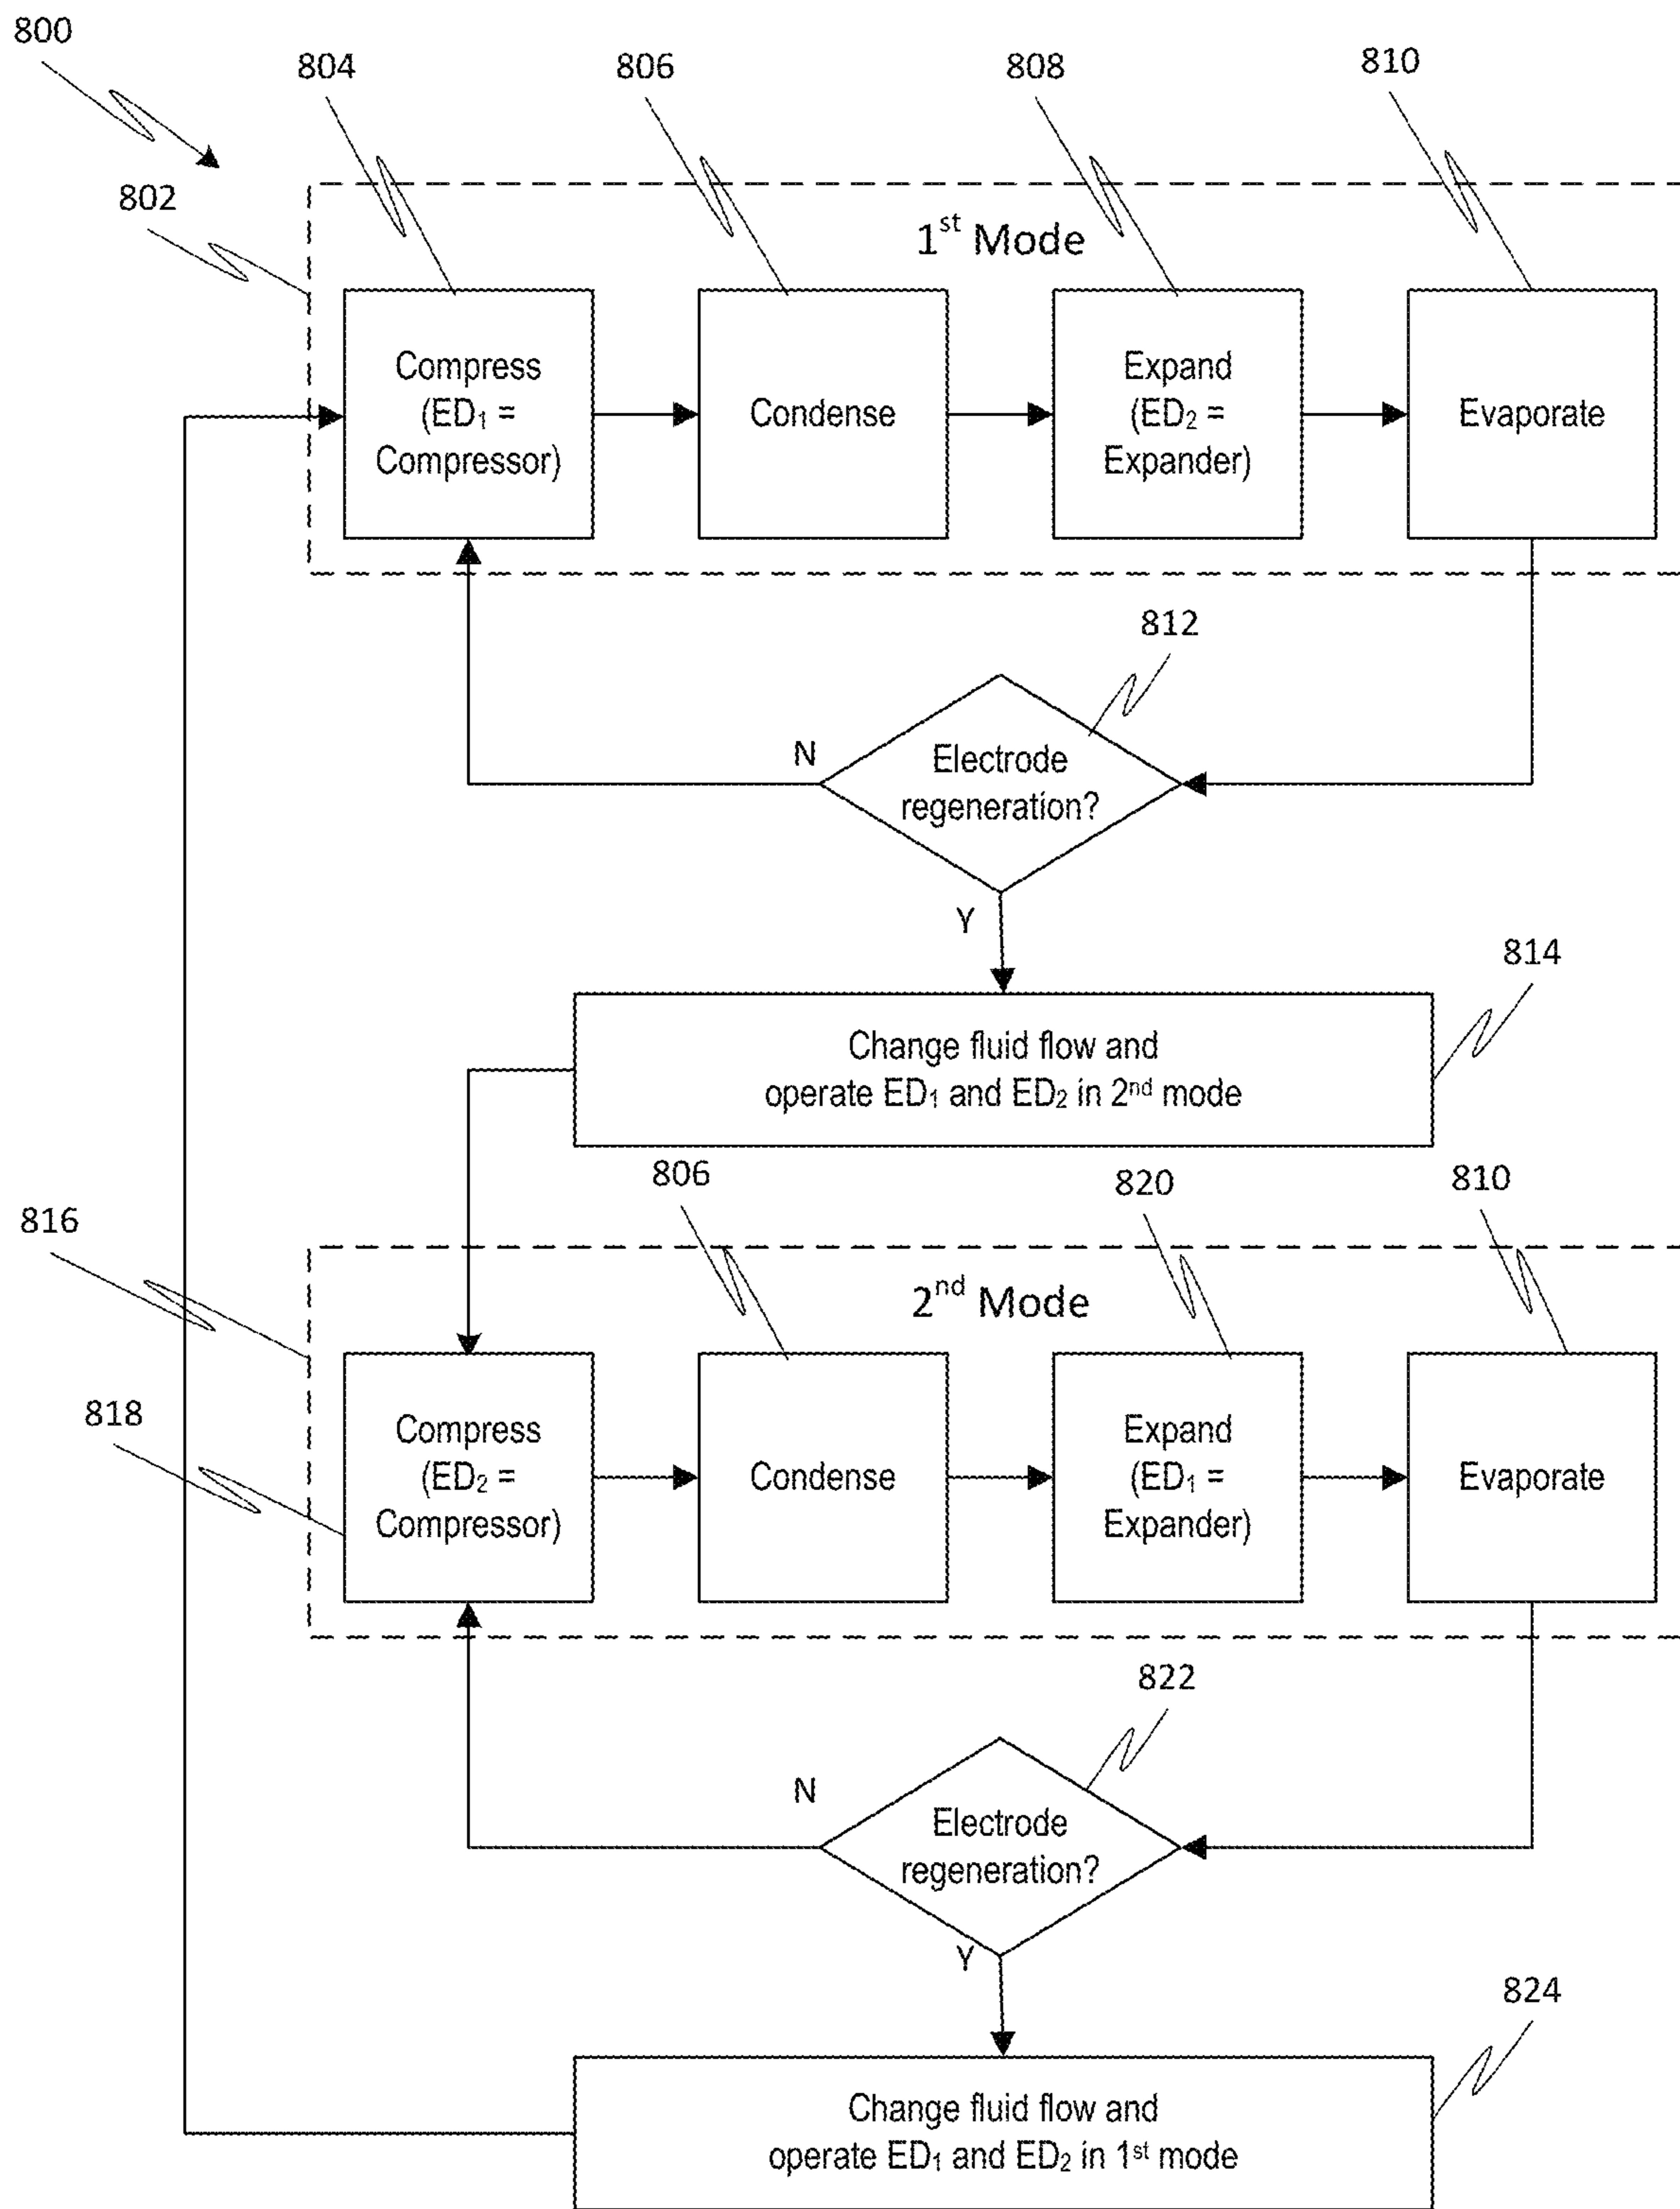 800
804
806
808
810
802
1st Mode
Compress
(ED1 =
Compressor)
Condense
Expand
(ED2 =
Expander)
Evaporate
812
N
Electrode
regeneration?
Y
814
Change fluid flow and
operate ED1 and ED2 in 2nd mode
806
820
810
816
2nd Mode
818
Compress
(ED2 =
Compressor)
Condense
Expand
(ED1 =
Expander)
Evaporate
822
N
Electrode
regeneration?
Y
824
Change fluid flow and
operate ED1 and ED2 in 1st mode